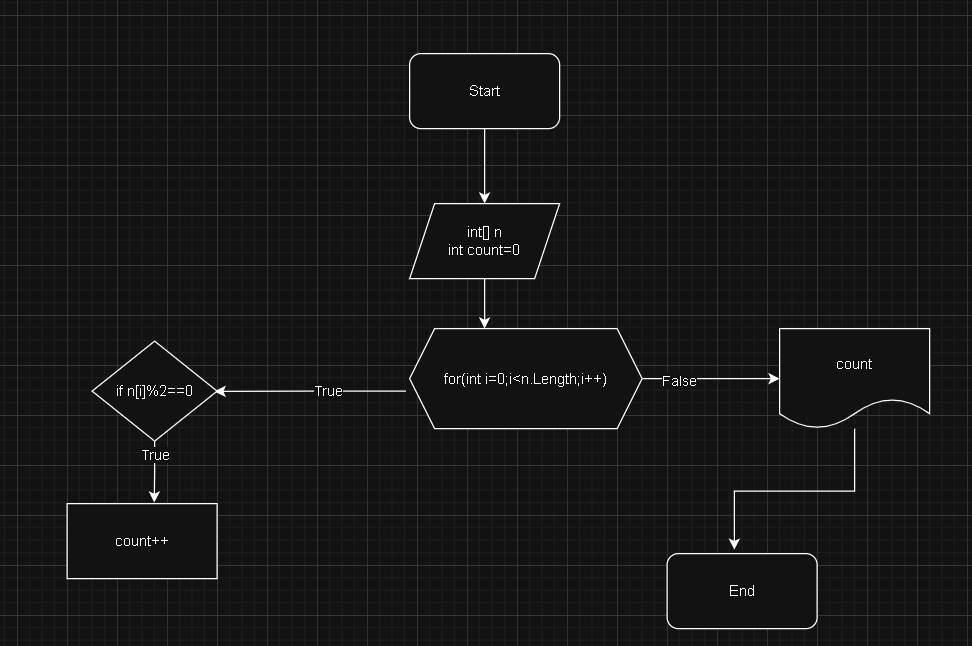 Start
int[] n
int count=0
for(int i=0;i<n.Length;i++)
True
if n[i]%2==0
True
count++
False
count
End